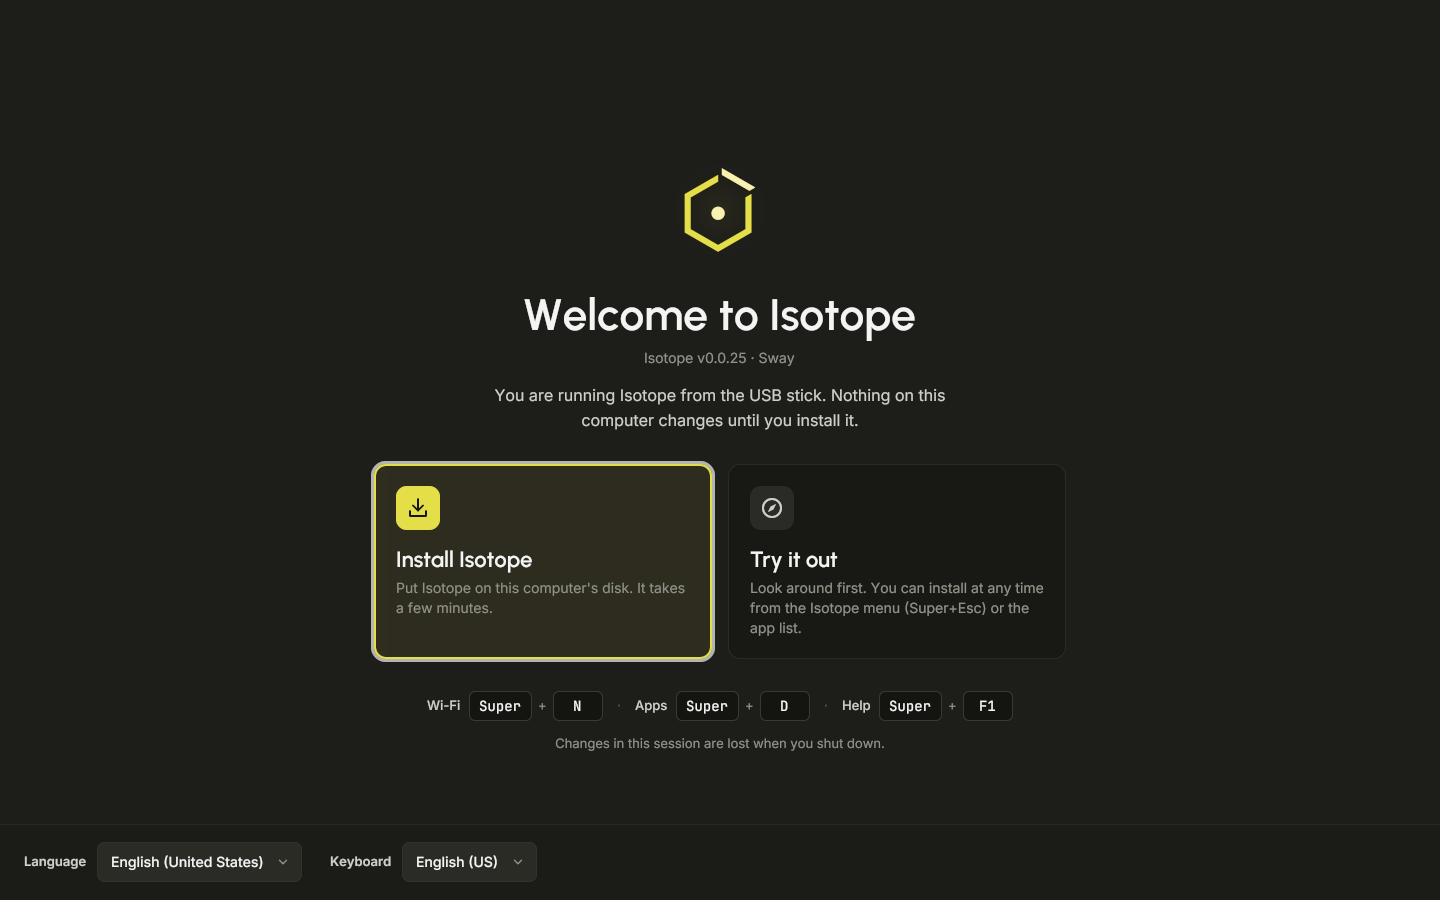 Welcome to Isotope
Isotope v0.0.25 · Sway
You are running Isotope from the USB stick. Nothing on this
computer changes until you install it.
Install Isotope
Put Isotope on this computer's disk. It takes
a few minutes.
Try it out
Look around first. You can install at any time
from the Isotope menu (Super+Esc) or the
app list.
Wi-Fi Super + N · Apps Super + D · Help Super + F1
Changes in this session are lost when you shut down.
Language English (United States) Keyboard English (US)